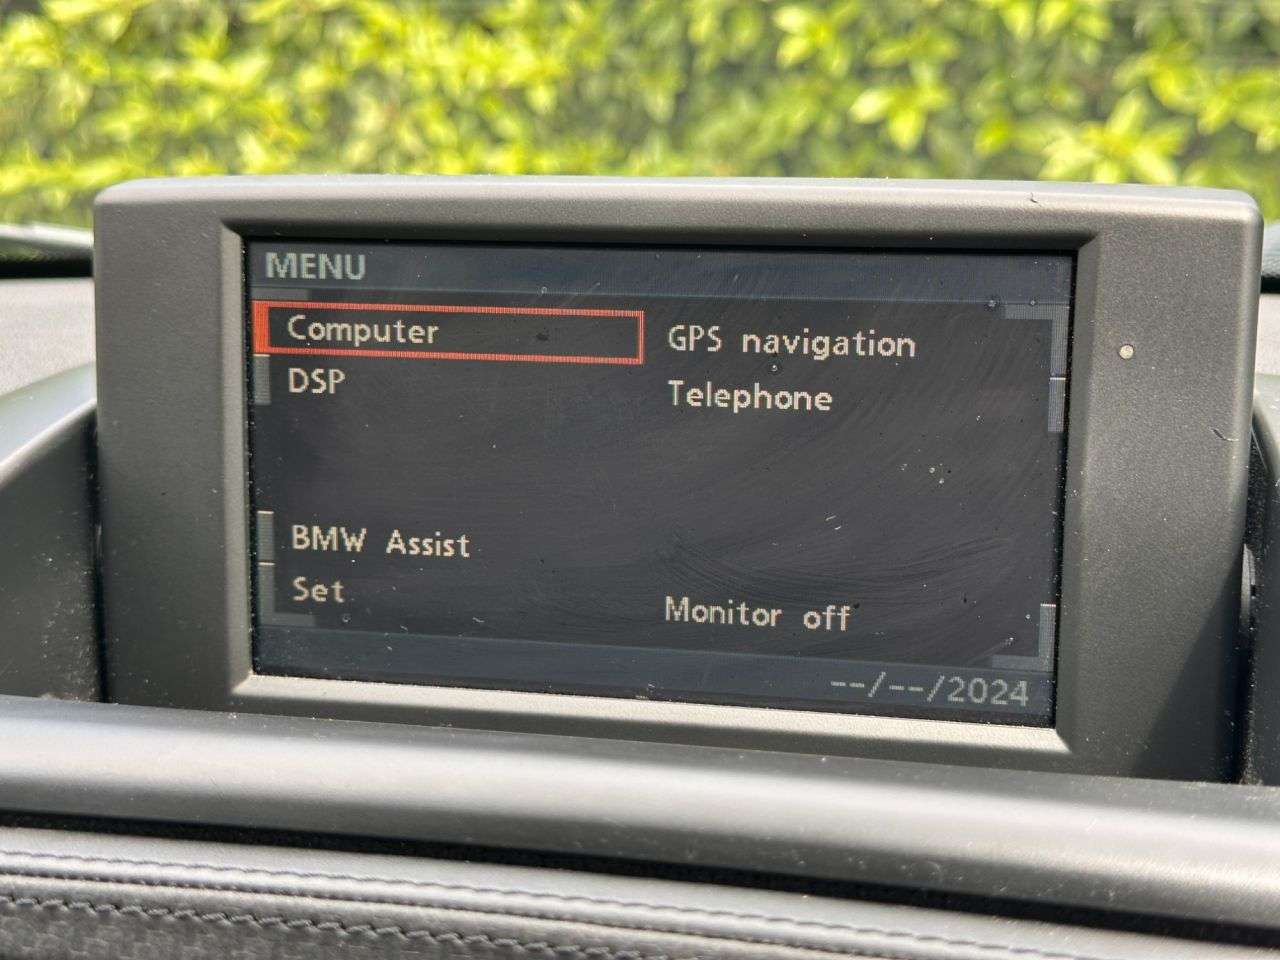 MENU
Computer
GPS navigation
DSP
Telephone
BMW Assist
Set
Monitor off
--/--/2024